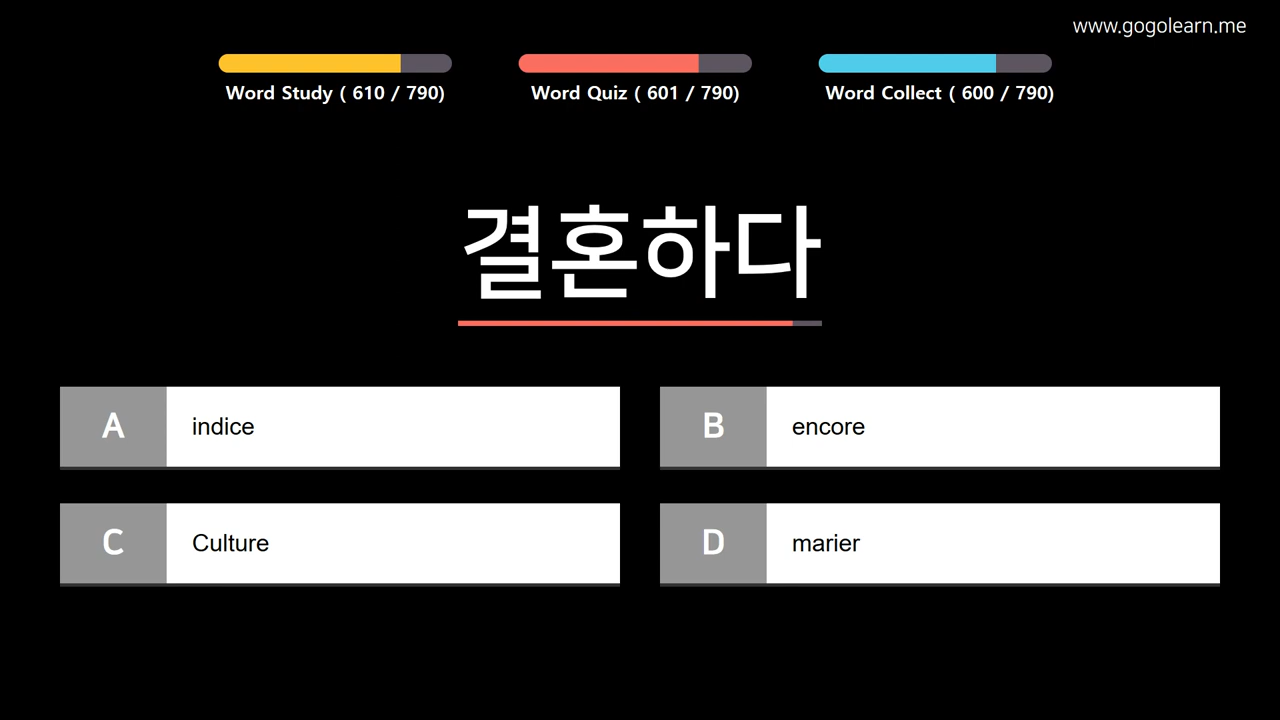 www.gogolearn.me
Word Study ( 610 / 790)
Word Quiz ( 601 / 790)
Word Collect ( 600 / 790)
결혼하다
A
indice
B
encore
C
Culture
D
marier